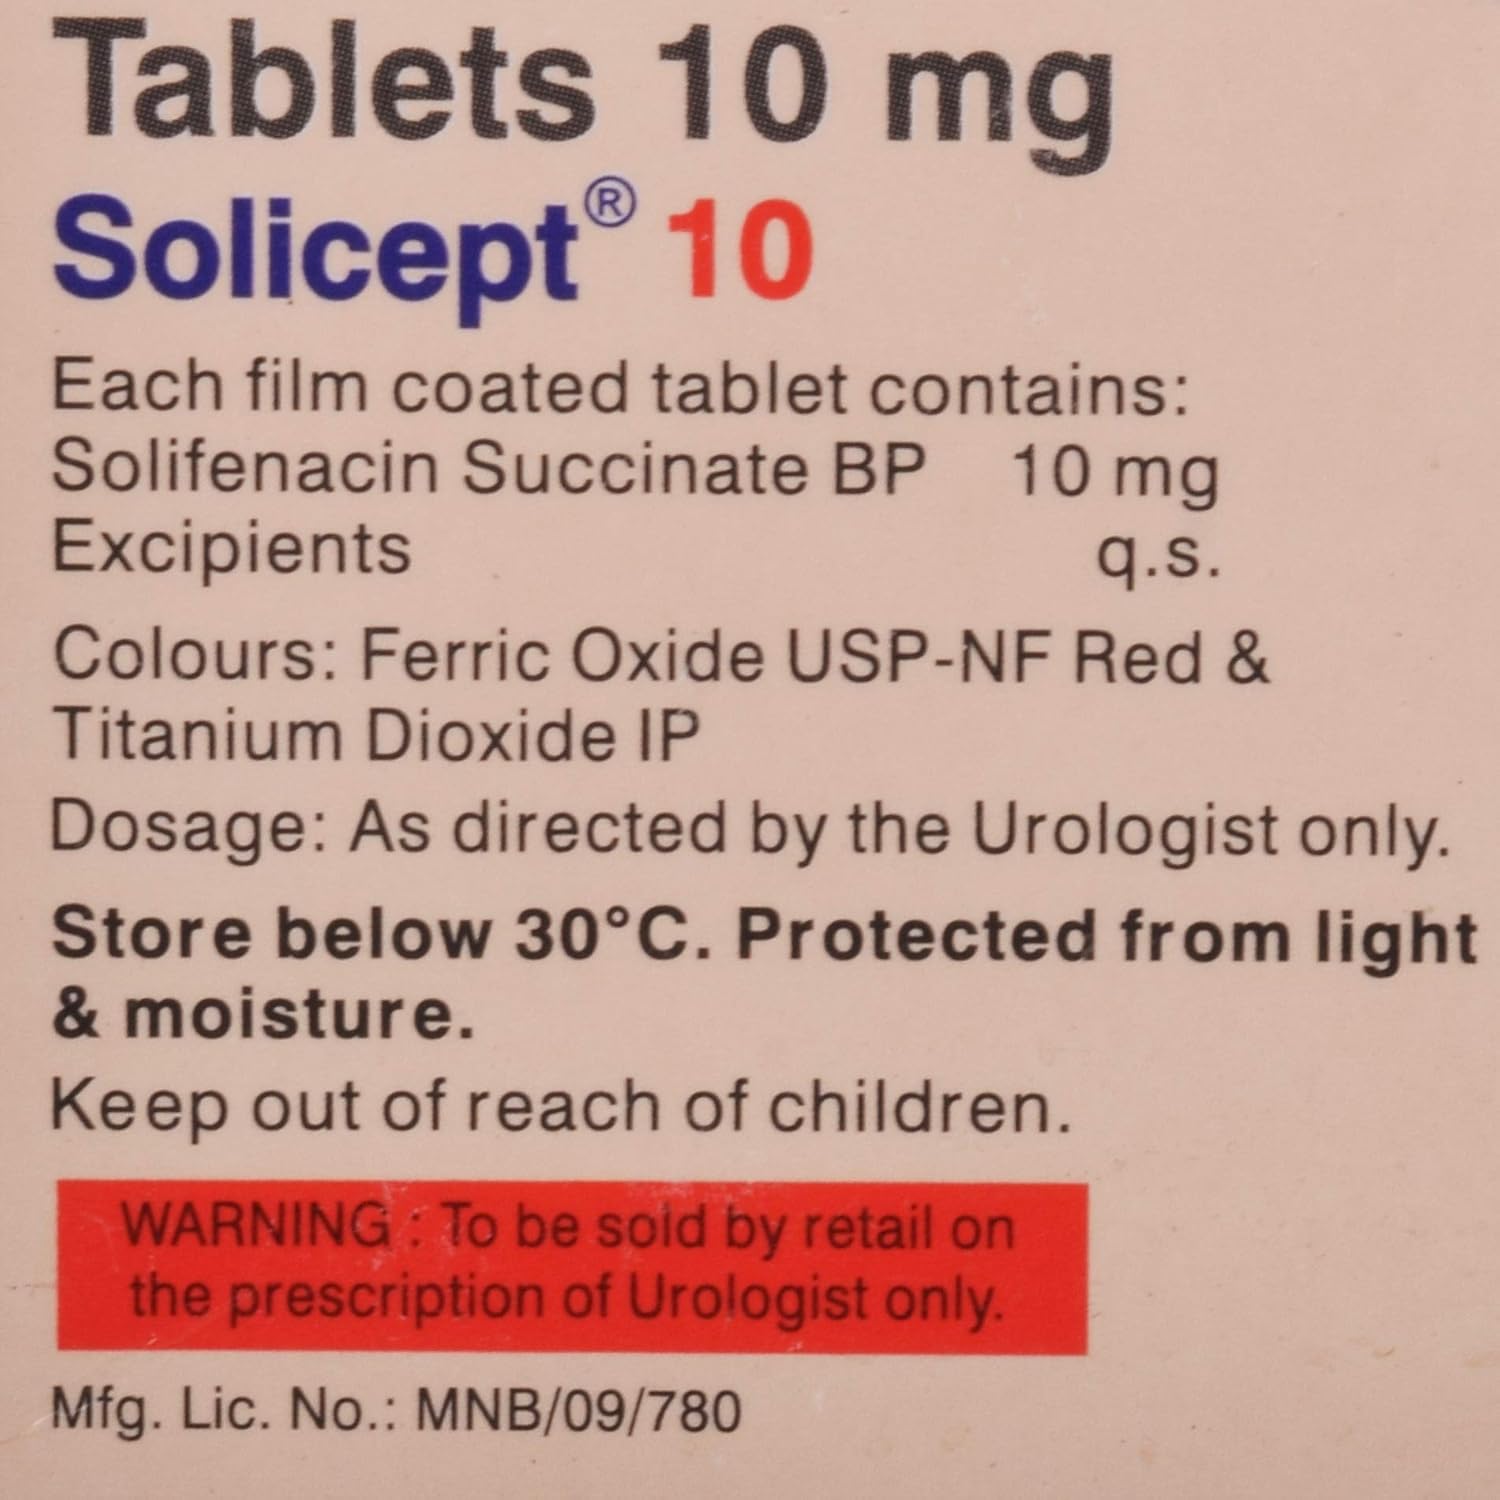 Tablets 10 mg
Solicept® 10
Each film coated tablet contains:
Solifenacin Succinate BP 10 mg
Excipients q.s.
Colours: Ferric Oxide USP-NF Red &
Titanium Dioxide IP
Dosage: As directed by the Urologist only.
Store below 30°C. Protected from light
& moisture.
Keep out of reach of children.
WARNING : To be sold by retail on
the prescription of Urologist only.
Mfg. Lic. No.: MNB/09/780